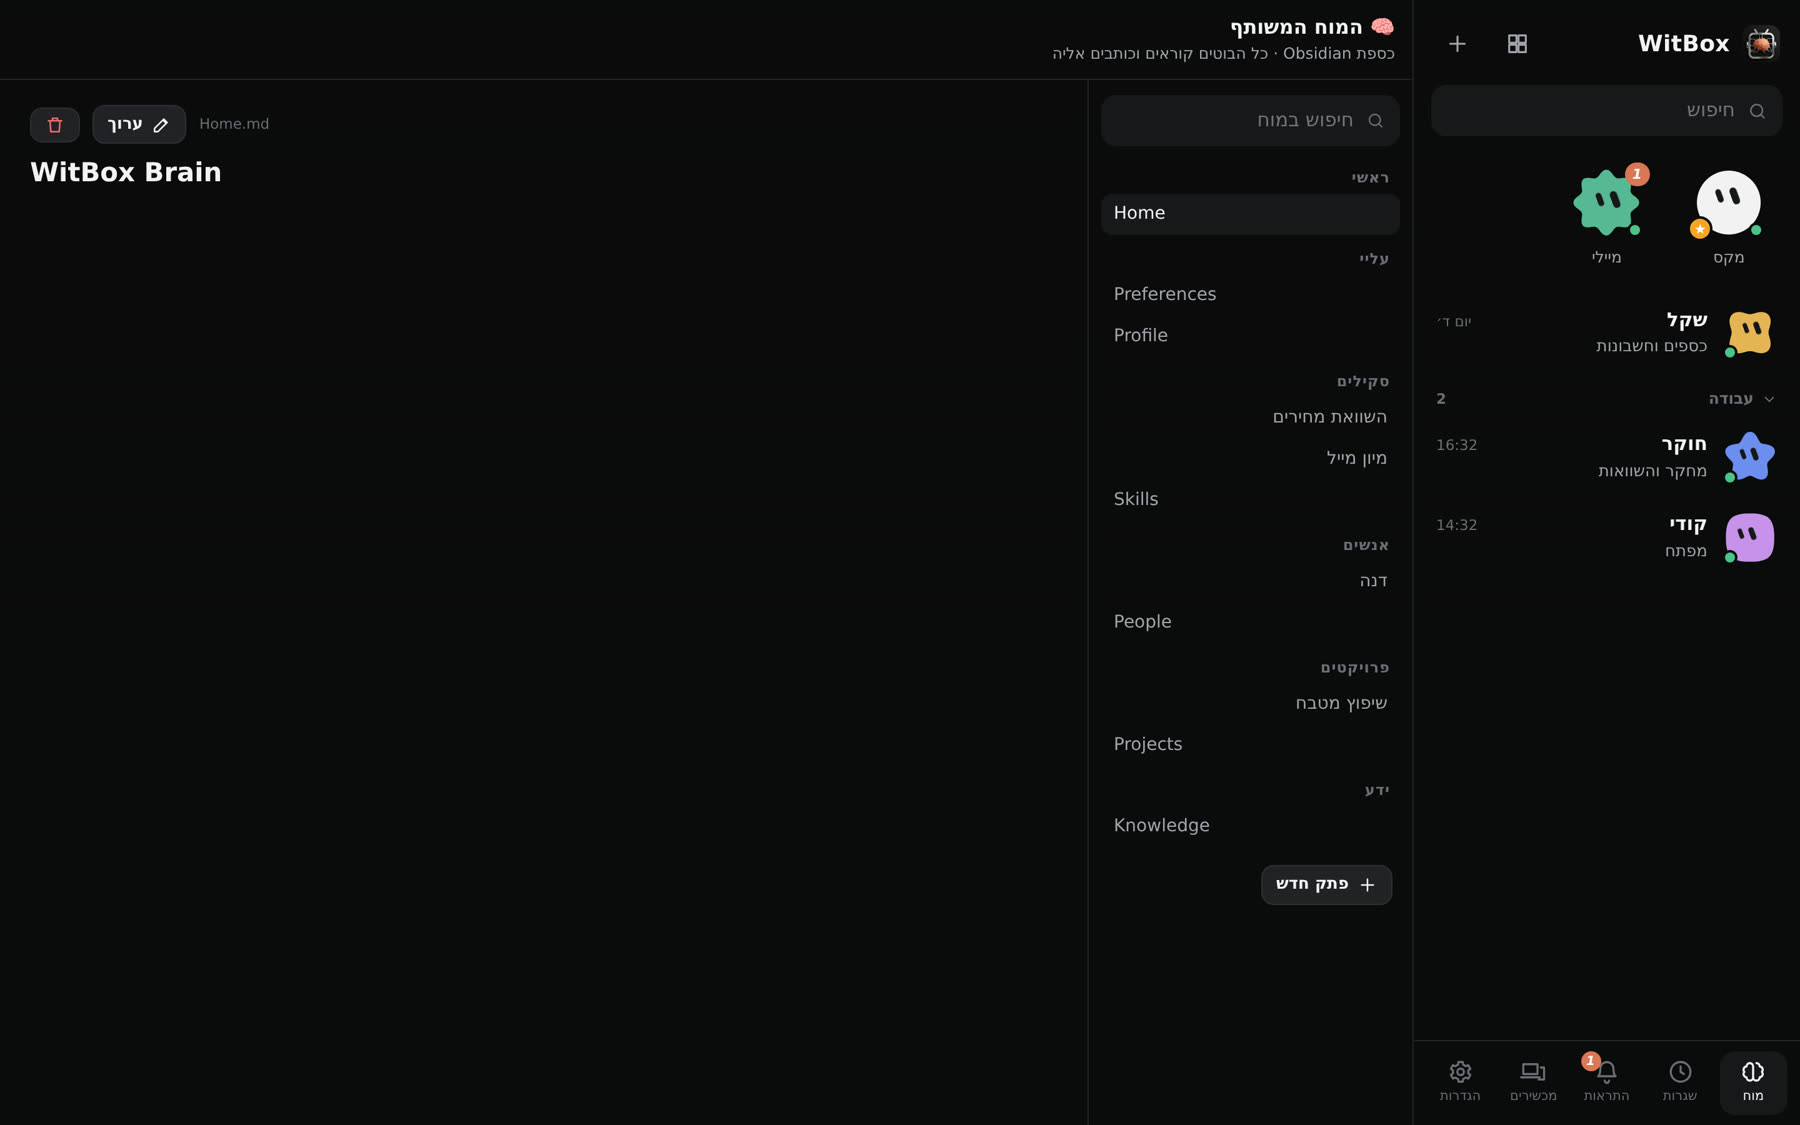 WitBox
חיפוש
1
מקס
מיילי
שקל
יום ד׳
כספים וחשבונות
עבודה
2
חוקר
16:32
מחקר והשוואות
קודי
14:32
מפתח
מוח
שגרות
1
התראות
מכשירים
הגדרות
🧠 המוח המשותף
כספת Obsidian · כל הבוטים קוראים וכותבים אליה
חיפוש במוח
ראשי
Home
עליי
Preferences
Profile
סקילים
השוואת מחירים
מיון מייל
Skills
אנשים
דנה
People
פרויקטים
שיפוץ מטבח
Projects
ידע
Knowledge
פתק חדש
Home.md
ערוך
WitBox Brain